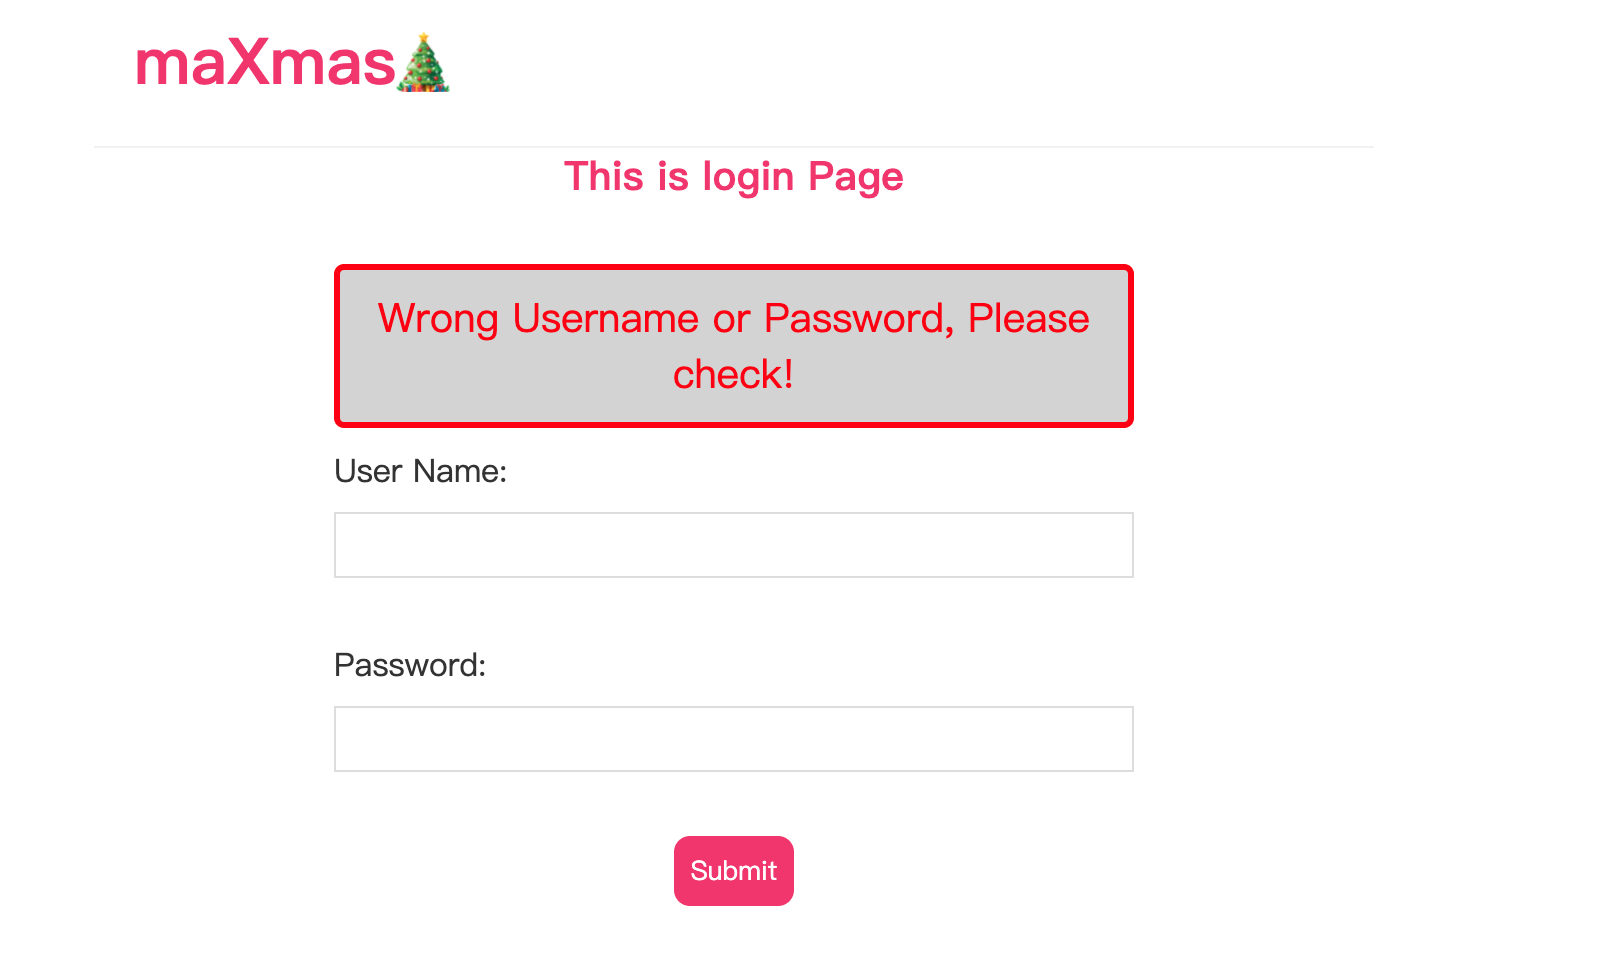 maXmas🎄
This is login Page
Wrong Username or Password, Please
check!
User Name:
Password:
Submit